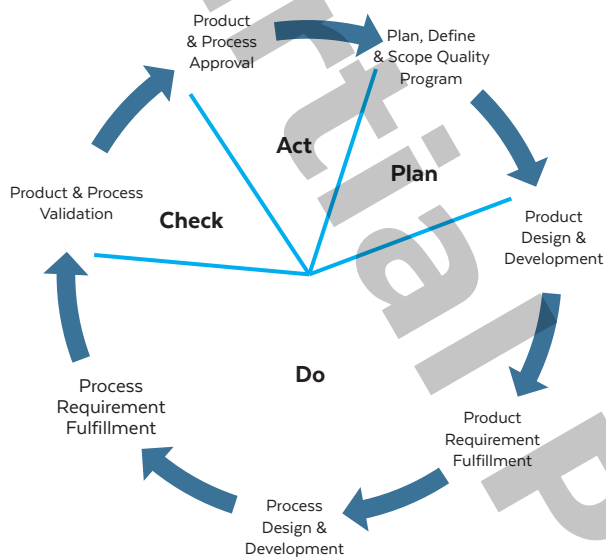 Product
& Process
Approval
Plan, Define
& Scope Quality
Program
Act
Plan
Product & Process
Validation
Check
Product
Design &
Development
Do
Process
Requirement
Fulfillment
Product
Requirement
Fulfillment
Process
Design &
Development
rtial P